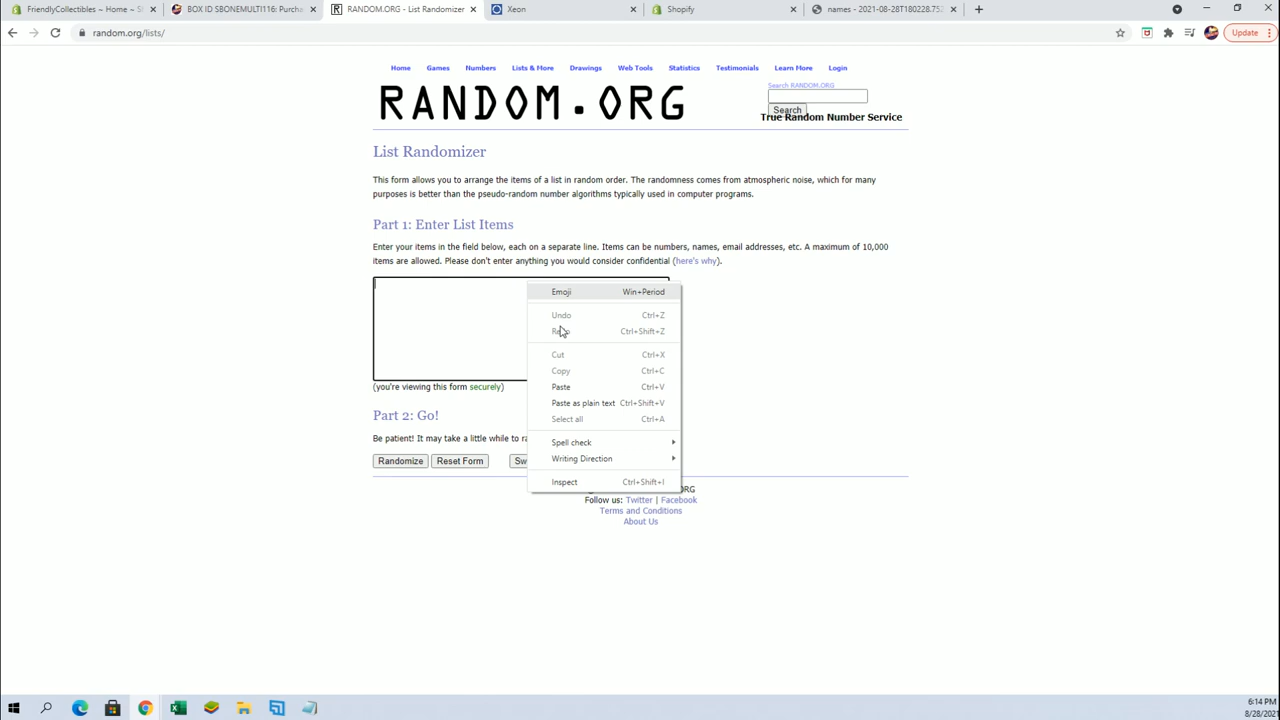 FriendlyCollectibles ~ Home ~ S
BOX ID SBONEMULTI116: Purcha
RANDOM.ORG - List Randomizer
Xeon
Shopify
names - 2021-08-28T180228.753
random.org/lists/
Update
Home Games Numbers Lists & More Drawings Web Tools Statistics Testimonials Learn More Login
Search RANDOM.ORG
RANDOM.ORG
Search
True Random Number Service
List Randomizer
This form allows you to arrange the items of a list in random order. The randomness comes from atmospheric noise, which for many
purposes is better than the pseudo-random number algorithms typically used in computer programs.
Part 1: Enter List Items
Enter your items in the field below, each on a separate line. Items can be numbers, names, email addresses, etc. A maximum of 10,000
items are allowed. Please don't enter anything you would consider confidential (here's why).
Emoji Win+Period
Undo Ctrl+Z
Ctrl+Shift+Z
Cut Ctrl+X
Copy Ctrl+C
Paste Ctrl+V
Paste as plain text Ctrl+Shift+V
Select all Ctrl+A
Spell check
Writing Direction
Inspect Ctrl+Shift+I
(you're viewing this form securely)
Part 2: Go!
Be patient! It may take a little while to ra
Randomize Reset Form Sw
RG
Follow us: Twitter | Facebook
Terms and Conditions
About Us
6:14 PM
8/28/202